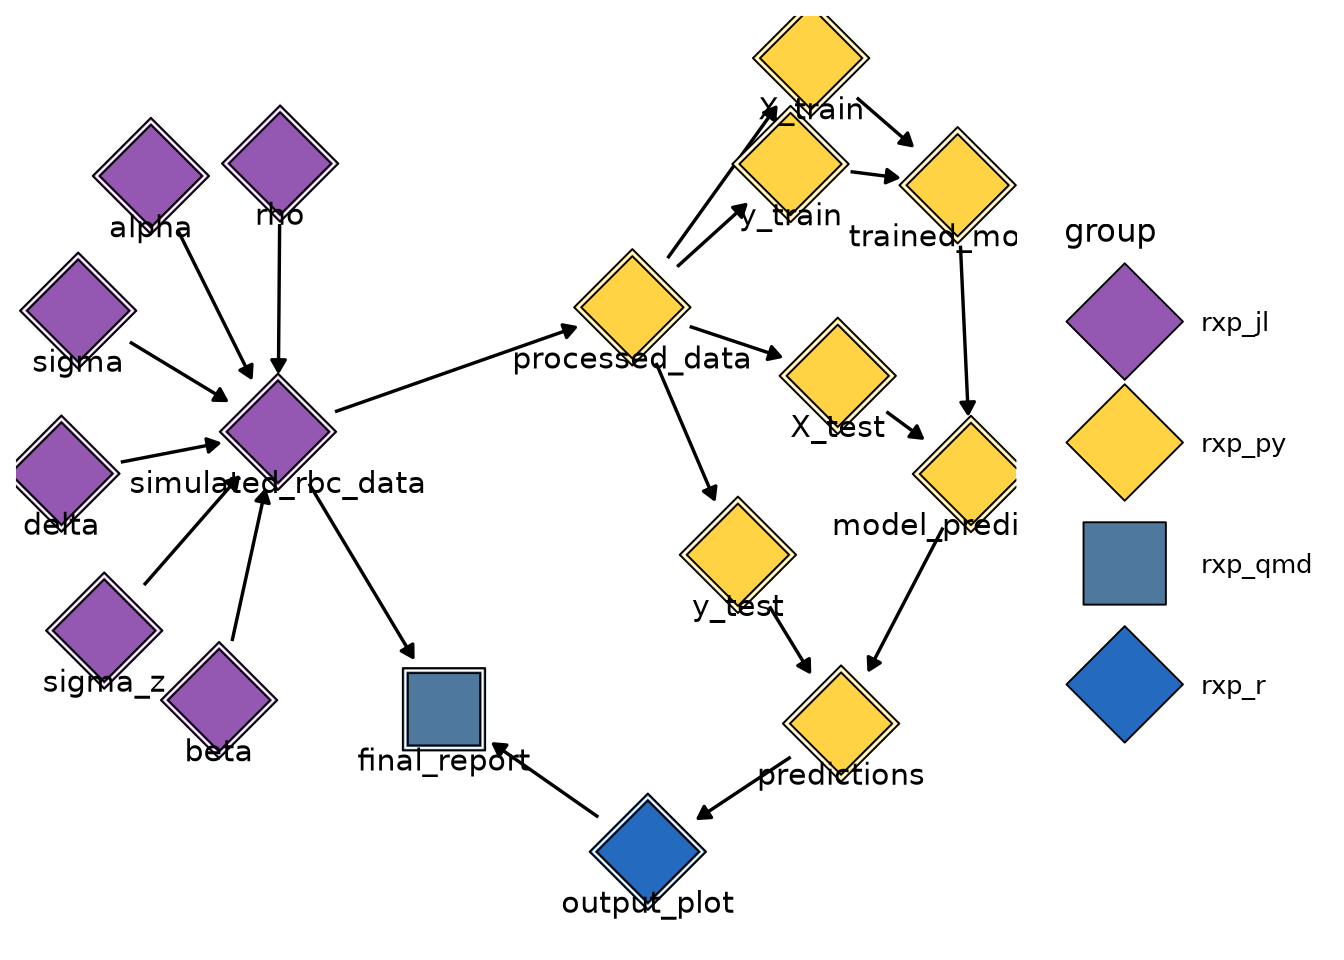 X_train
alpha
rho
y_train
trained_mo
group
rxp_jl
sigma
processed_data
X_test
rxp_py
simulated_rbc_data
delta
model_predi
rxp_qmd
y_test
sigma_z
rxp_r
beta
final_report
predictions
output_plot